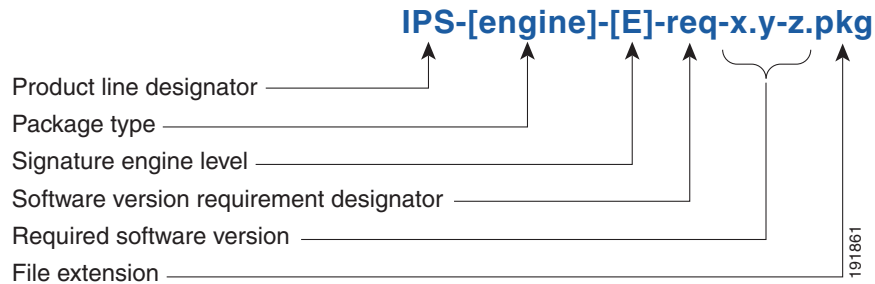 IPS-[engine]-[E]-req-x.y-z.pkg
Product line designator
Package type
Signature engine level
Software version requirement designator
Required software version
File extension
191861